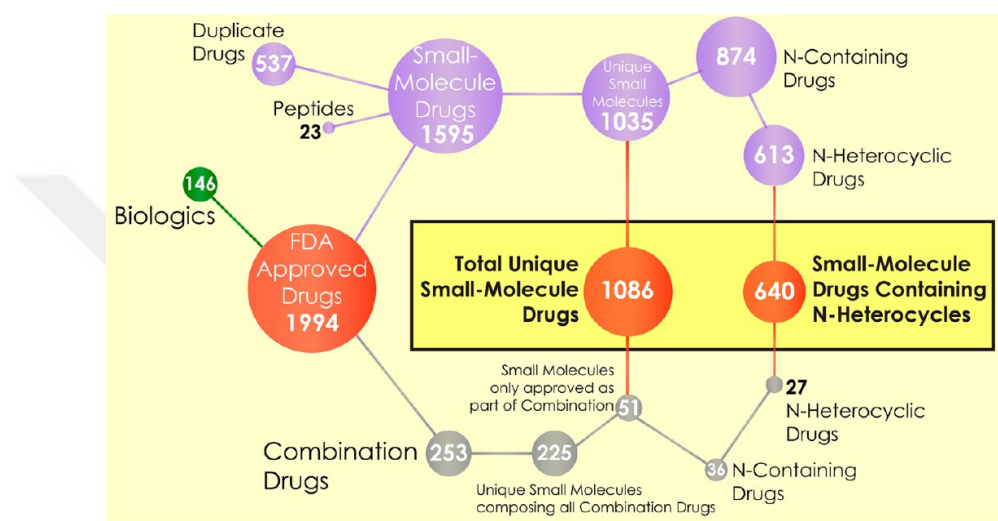 Duplicate
Drugs
537
Peptides
23
Small-
Molecule
Drugs
1595
Unique
Small
Molecules
1035
874
N-Containing
Drugs
613
N-Heterocyclic
Drugs
146
Biologics
FDA
Approved
Drugs
1994
Total Unique
Small-Molecule
Drugs
1086
640
Small-Molecule
Drugs Containing
N-Heterocycles
Small Molecules
only approved as
part of Combination
51
27
N-Heterocyclic
Drugs
Combination
Drugs
253
225
Unique Small Molecules
composing all Combination Drugs
36
N-Containing
Drugs